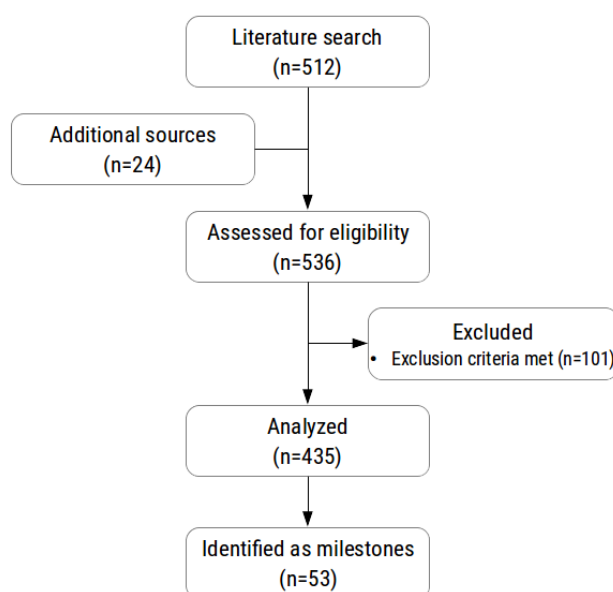 Literature search
(n=512)
Additional sources
(n=24)
Assessed for eligibility
(n=536)
Excluded
• Exclusion criteria met (n=101)
Analyzed
(n=435)
Identified as milestones
(n=53)